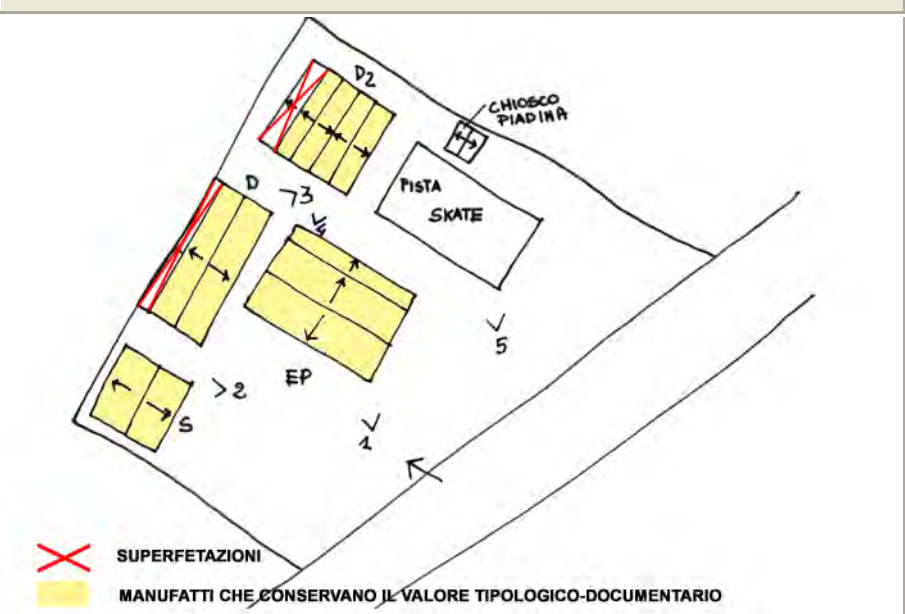 D2
CHIOSCO
PIADINA
D
3
PISTA
SKATE
4
5
EP
2
S
1
SUPERFETAZIONI
MANUFATTI CHE CONSERVANO IL VALORE TIPOLOGICO-DOCUMENTARIO